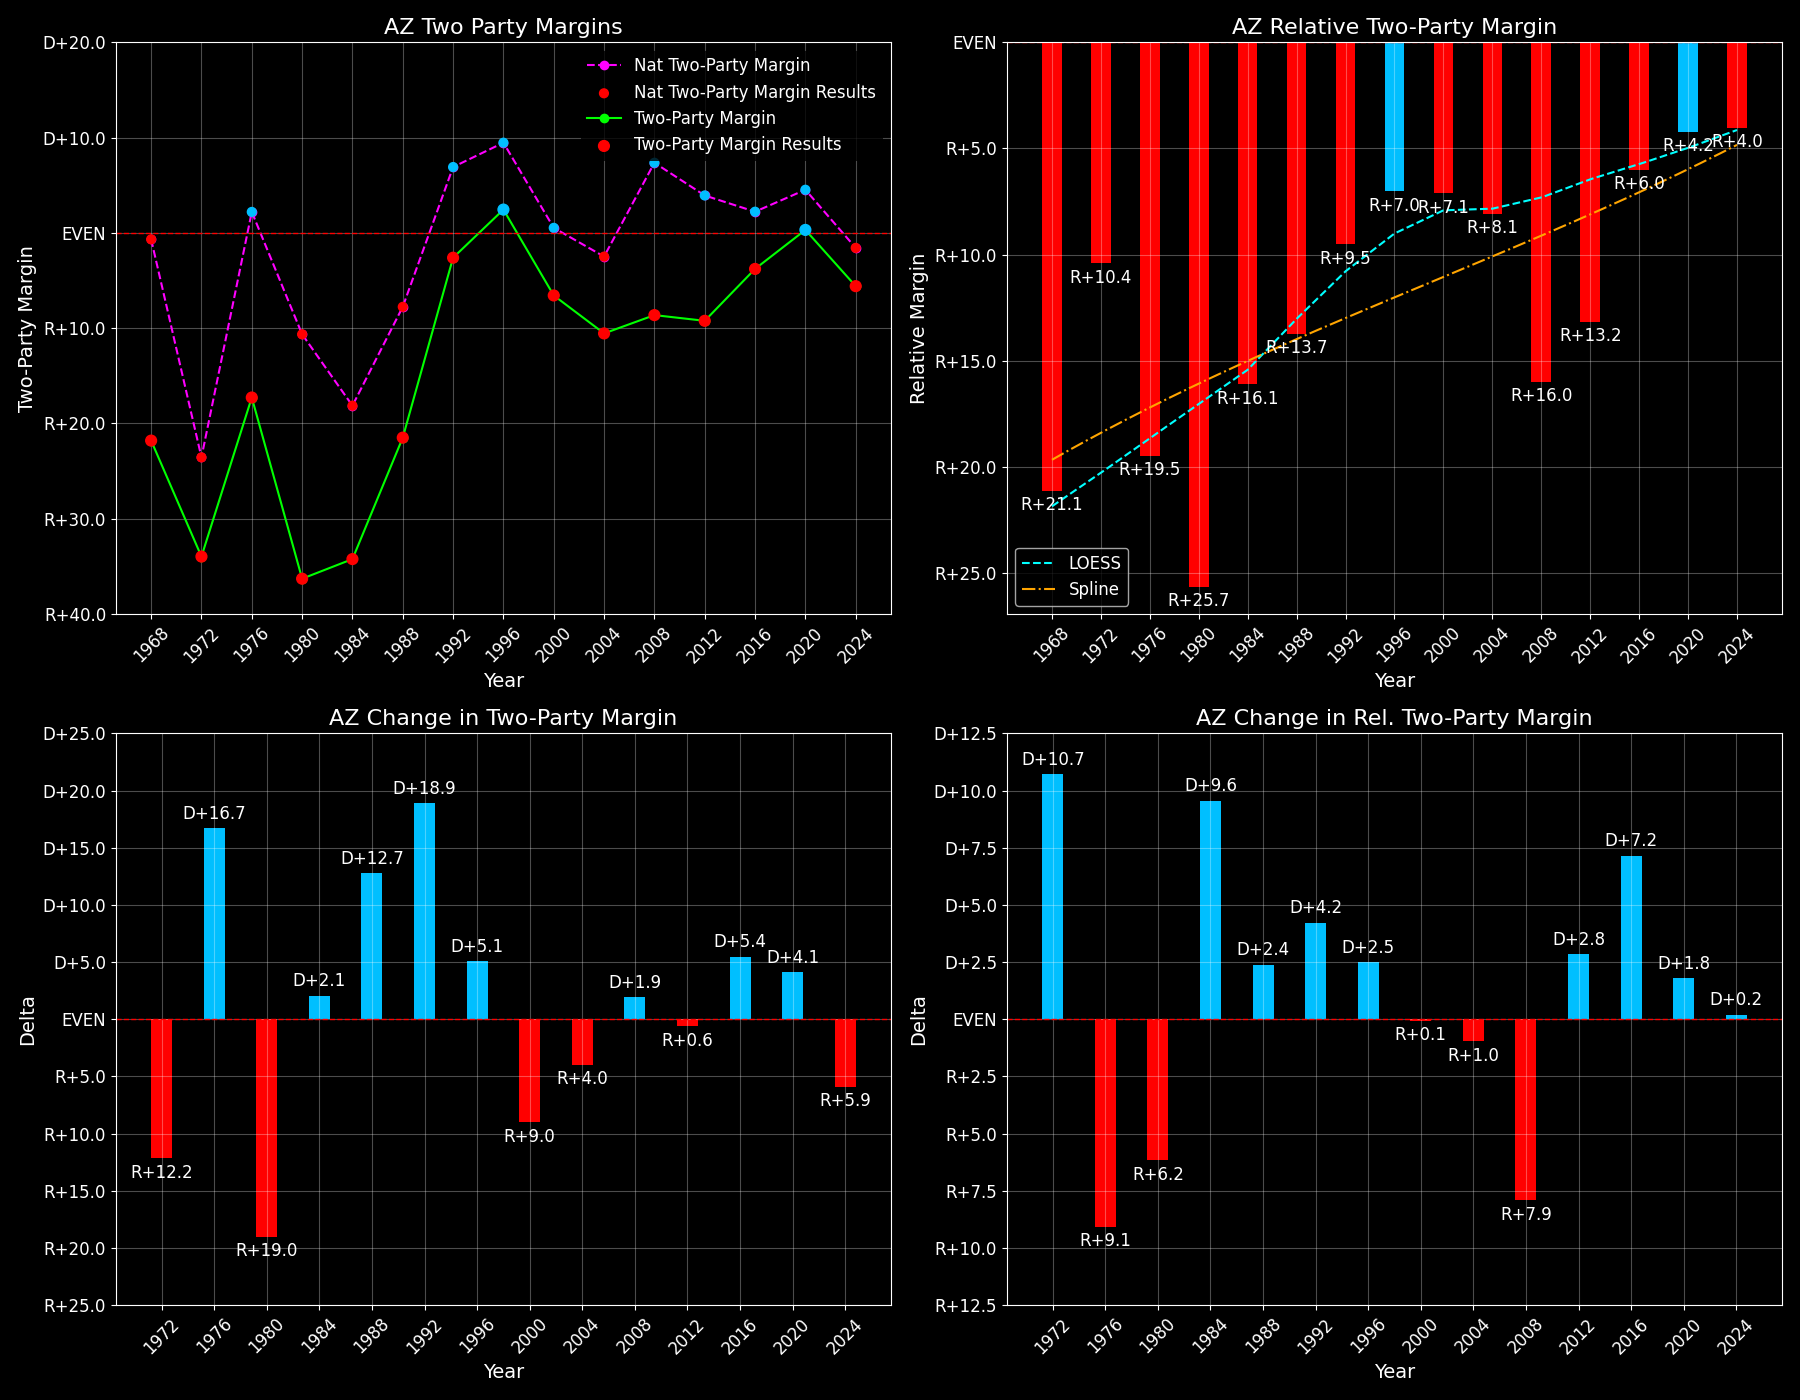 AZ Two Party Margins
D+20.0
D+10.0
EVEN
R+10.0
R+20.0
R+30.0
R+40.0
Two-Party Margin
Nat Two-Party Margin
Nat Two-Party Margin Results
Two-Party Margin
Two-Party Margin Results
1968 1972 1976 1980 1984 1988 1992 1996 2000 2004 2008 2012 2016 2020 2024
Year
AZ Relative Two-Party Margin
EVEN
R+5.0
R+10.0
R+15.0
R+20.0
R+25.0
Relative Margin
R+21.1
R+10.4
R+19.5
R+25.7
R+16.1
R+13.7
R+9.5
R+7.0
R+7.1
R+8.1
R+16.0
R+13.2
R+6.0
R+4.2
R+4.0
LOESS
Spline
1968 1972 1976 1980 1984 1988 1992 1996 2000 2004 2008 2012 2016 2020 2024
Year
AZ Change in Two-Party Margin
D+25.0
D+20.0
D+15.0
D+10.0
D+5.0
EVEN
R+5.0
R+10.0
R+15.0
R+20.0
R+25.0
Delta
R+12.2
D+16.7
R+19.0
D+2.1
D+12.7
D+18.9
D+5.1
R+9.0
R+4.0
D+1.9
R+0.6
D+5.4
D+4.1
R+5.9
1972 1976 1980 1984 1988 1992 1996 2000 2004 2008 2012 2016 2020 2024
Year
AZ Change in Rel. Two-Party Margin
D+12.5
D+10.0
D+7.5
D+5.0
D+2.5
EVEN
R+2.5
R+5.0
R+7.5
R+10.0
R+12.5
Delta
D+10.7
R+9.1
R+6.2
D+9.6
D+2.4
D+4.2
D+2.5
R+0.1
R+1.0
R+7.9
D+2.8
D+7.2
D+1.8
D+0.2
1972 1976 1980 1984 1988 1992 1996 2000 2004 2008 2012 2016 2020 2024
Year